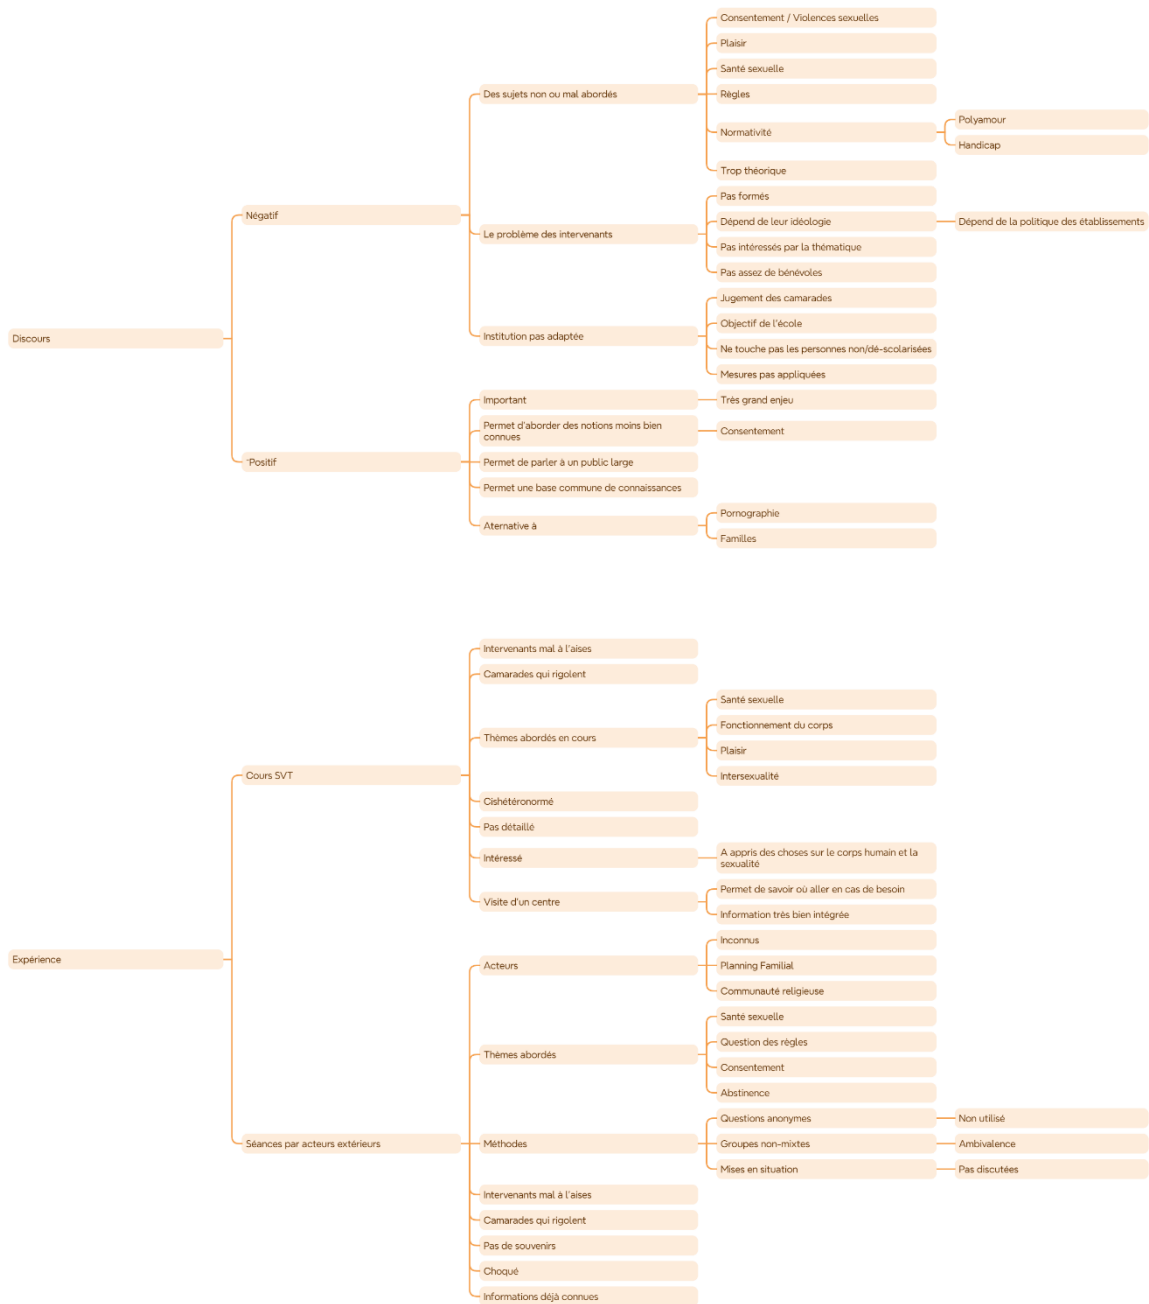 Discours
Négatif
Des sujets non ou mal abordés
Consentement / Violences sexuelles
Plaisir
Santé sexuelle
Règles
Normativité
Polyamour
Handicap
Trop théorique
Le problème des intervenants
Pas formés
Dépend de leur idéologie
Dépend de la politique des établissements
Pas intéressés par la thématique
Pas assez de bénévoles
Institution pas adaptée
Jugement des camarades
Objectif de l'école
Ne touche pas les personnes non/dé-scolarisées
Mesures pas appliquées
"Positif
Important
Très grand enjeu
Permet d'aborder des notions moins bien
connues
Consentement
Permet de parler à un public large
Permet une base commune de connaissances
Aternative à
Pornographie
Familles
Expérience
Cours SVT
Intervenants mal à l'aises
Camarades qui rigolent
Thèmes abordés en cours
Santé sexuelle
Fonctionnement du corps
Plaisir
Intersexualité
Cishétéronormé
Pas détaillé
Intéressé
A appris des choses sur le corps humain et la
sexualité
Visite d'un centre
Permet de savoir où aller en cas de besoin
Information très bien intégrée
Séances par acteurs extérieurs
Acteurs
Inconnus
Planning Familial
Communauté religieuse
Thèmes abordés
Santé sexuelle
Question des règles
Consentement
Abstinence
Méthodes
Questions anonymes
Non utilisé
Groupes non-mixtes
Ambivalence
Mises en situation
Pas discutées
Intervenants mal à l'aises
Camarades qui rigolent
Pas de souvenirs
Choqué
Informations déjà connues